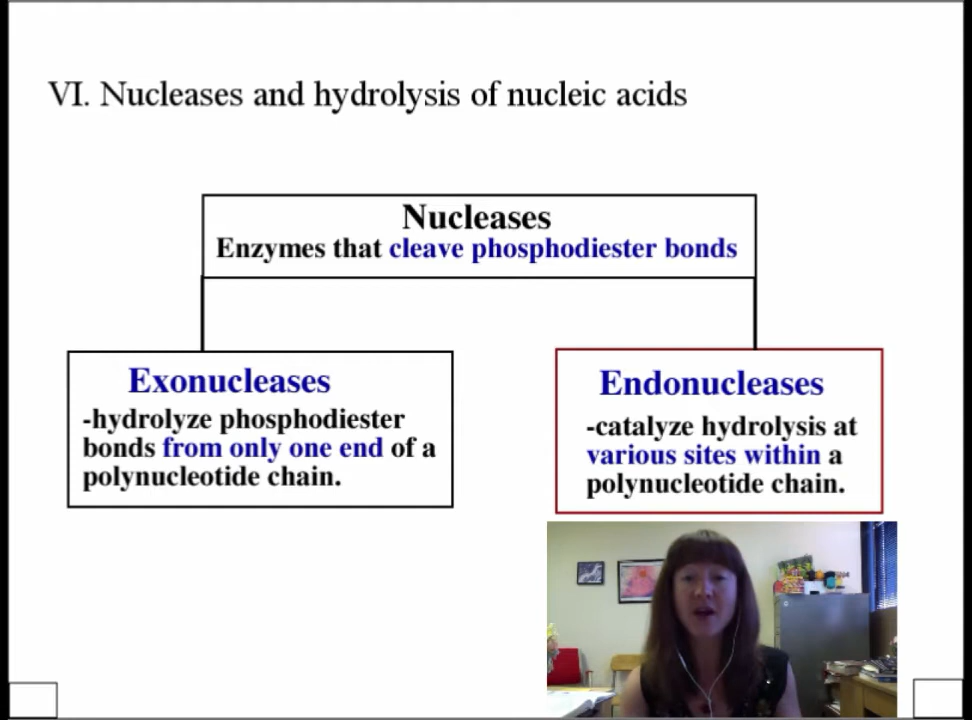 VI. Nucleases and hydrolysis of nucleic acids
Nucleases
Enzymes that cleave phosphodiester bonds
Exonucleases
-hydrolyze phosphodiester
bonds from only one end of a
polynucleotide chain.
Endonucleases
-catalyze hydrolysis at
various sites within a
polynucleotide chain.